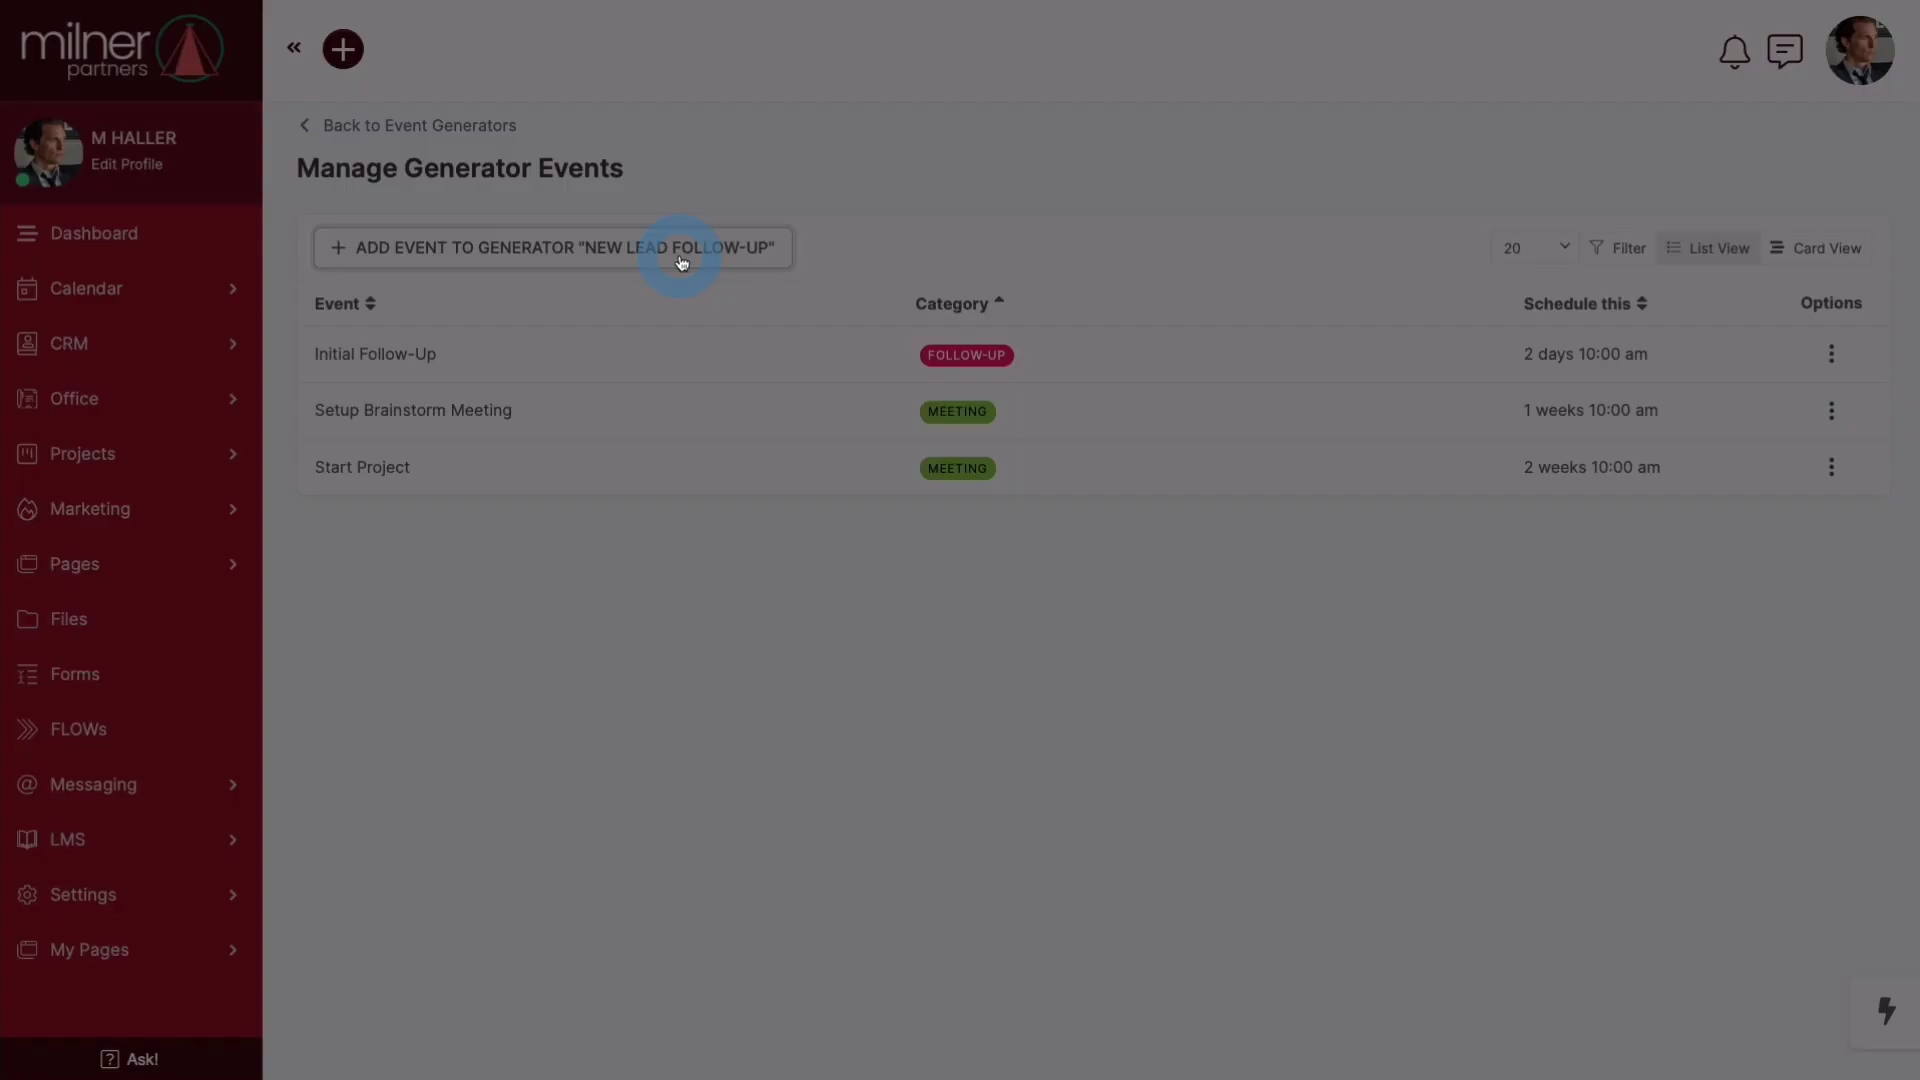 milner
partners
M HALLER
Edit Profile
Dashboard
Calendar
CRM
Office
Projects
Marketing
Pages
Files
Forms
FLOWs
Messaging
LMS
Settings
My Pages
Ask!
Back to Event Generators
Manage Generator Events
+ ADD EVENT TO GENERATOR "NEW LEAD FOLLOW-UP"
20
Filter
List View
Card View
Event
Category
Schedule this
Options
Initial Follow-Up
FOLLOW-UP
2 days 10:00 am
Setup Brainstorm Meeting
MEETING
1 weeks 10:00 am
Start Project
MEETING
2 weeks 10:00 am